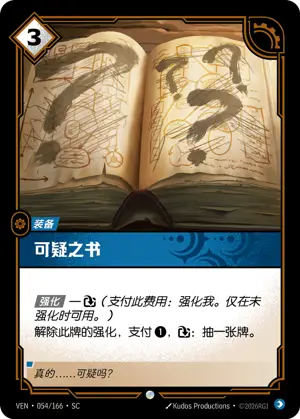 3
???
装备
可疑之书
强化 — （支付此费用：强化我。仅在未
强化时可用。）
解除此牌的强化，支付 1，：抽一张牌。
真的……可疑吗？
VEN • 054/166 • SC
Kudos Productions • ©2026RGI